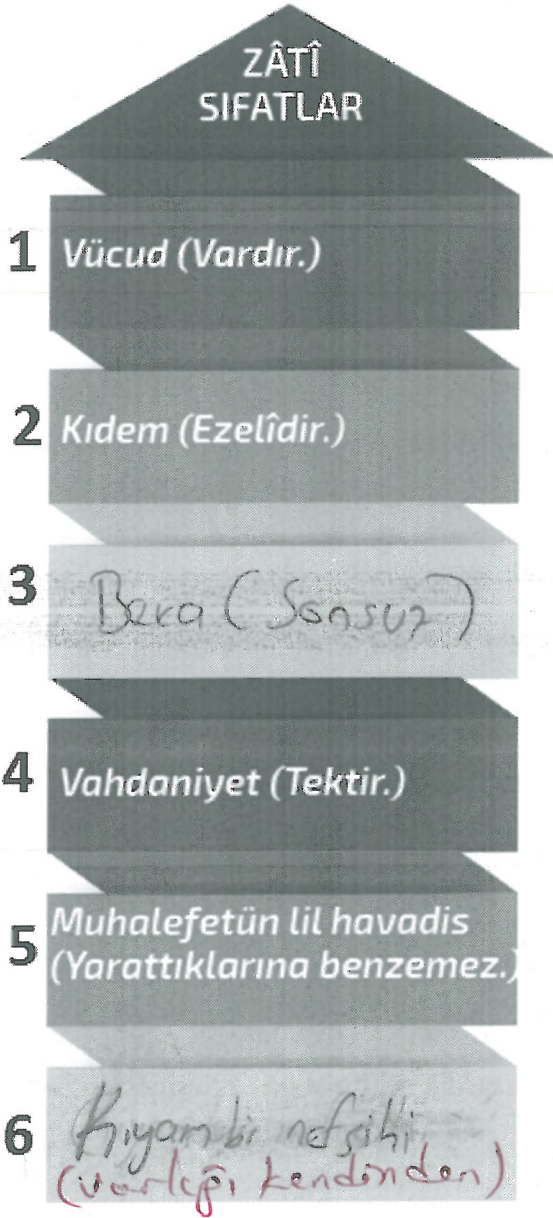 ZÂTÎ
SIFATLAR
1 Vücud (Vardır.)
2 Kıdem (Ezelîdir.)
3 Beka (Sonsuz)
4 Vahdaniyet (Tektir.)
5 Muhalefetün lil havadis
(Yarattıklarına benzemez.)
6 Kıyam bi nefsihi
(varlığı kendinden)